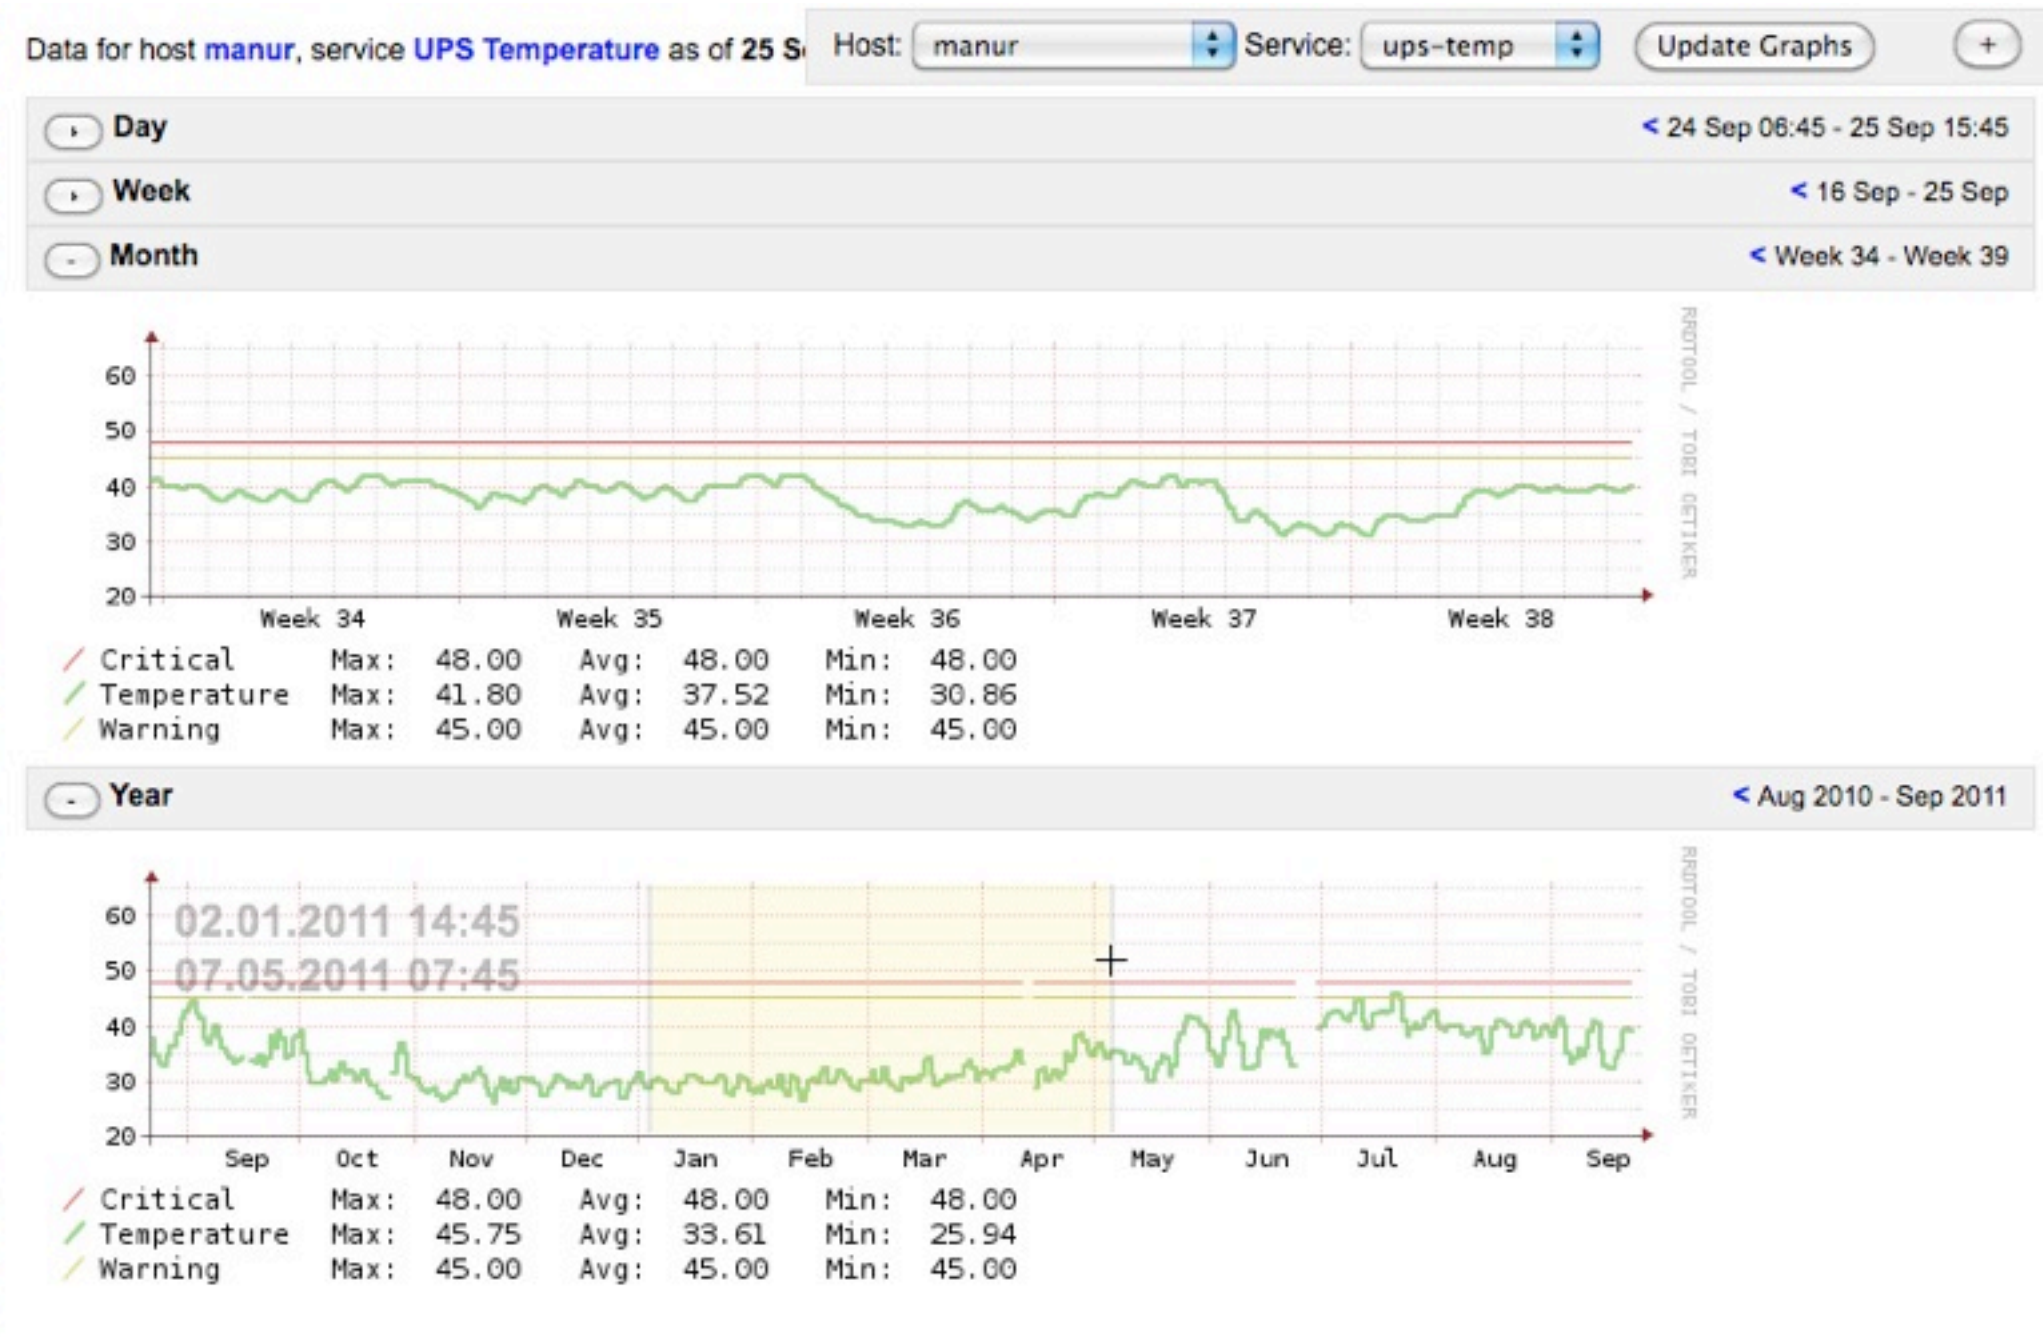 Data for host manur, service UPS Temperature as of 25 Host: manur Service: ups-temp Update Graphs +
Day < 24 Sep 06:45 - 25 Sep 15:45
Week < 16 Sep - 25 Sep
- Month < Week 34 - Week 39
60
50
40
30
20
Week 34 Week 35 Week 36 Week 37 Week 38
RRDTOOL / TOBI OETIKER
Critical Max: 48.00 Avg: 48.00 Min: 48.00
Temperature Max: 41.80 Avg: 37.52 Min: 30.86
Warning Max: 45.00 Avg: 45.00 Min: 45.00
- Year < Aug 2010 - Sep 2011
02.01.2011 14:45
07.05.2011 07:45
60
50
40
30
20
Sep Oct Nov Dec Jan Feb Mar Apr May Jun Jul Aug Sep
RRDTOOL / TOBI OETIKER
Critical Max: 48.00 Avg: 48.00 Min: 48.00
Temperature Max: 45.75 Avg: 33.61 Min: 25.94
Warning Max: 45.00 Avg: 45.00 Min: 45.00